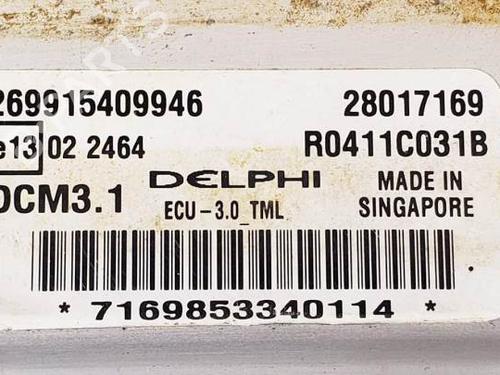 269915409946 28017169
e13 02 2464 R0411C031B
DCM3.1 DELPHI MADE IN
ECU-3.0_TML SINGAPORE
* 7169853340114 *